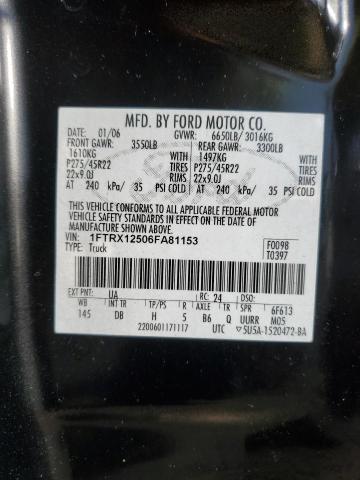 MFD. BY FORD MOTOR CO.
DATE: 01/06 GVWR: 6650LB/ 3016KG
FRONT GAWR: 3550LB REAR GAWR: 3300LB
1610KG WITH 1497KG WITH
P275/45R22 TIRES P275/45R22 TIRES
22x9.0J RIMS 22x9.0J RIMS
AT 240 kPa/ 35 PSI COLD AT 240 kPa/ 35 PSI COLD
THIS VEHICLE CONFORMS TO ALL APPLICABLE FEDERAL MOTOR
VEHICLE SAFETY AND THEFT PREVENTION STANDARDS IN EFFECT ON THE DATE OF
MANUFACTURE SHOWN ABOVE.
VIN: 1FTRX12506FA81153 F0098
TYPE: Truck T0397
EXT PNT: UA RC: 24 DSO:
WB INT TR TP/PS R AXLE TR SPR 6F613
145 DB H 5 B6 Q UURR M05
2200601171117 UTC 5U5A-1520472-BA